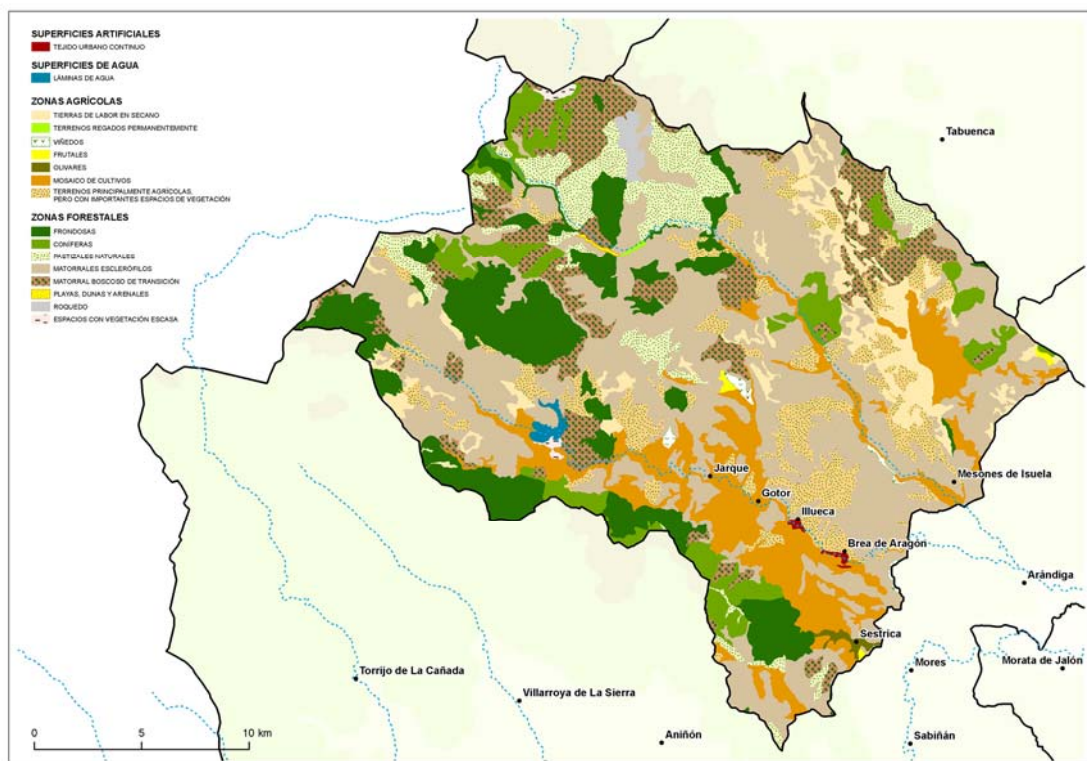 SUPERFICIES ARTIFICIALES
TEJIDO URBANO CONTINUO
SUPERFICIES DE AGUA
LÁMINAS DE AGUA
ZONAS AGRÍCOLAS
TIERRAS DE LABOR EN SECANO
TERRENOS REGADOS PERMANENTEMENTE
VIÑEDOS
FRUTALES
OLIVARES
MOSAICO DE CULTIVOS
TERRENOS PRINCIPALMENTE AGRÍCOLAS,
PERO CON IMPORTANTES ESPACIOS DE VEGETACIÓN
ZONAS FORESTALES
FRONDOSAS
CONÍFERAS
PASTIZALES NATURALES
MATORRALES ESCLERÓFILOS
MATORRAL BOSCOSO DE TRANSICIÓN
PLAYAS, DUNAS Y ARENALES
ROQUEDO
ESPACIOS CON VEGETACIÓN ESCASA
Tabuenca
Jarque
Mesones de Isuela
Gotor
Illueca
Brea de Aragón
Arándiga
Sestrica
Mores
Morata de Jalón
Torrijo de La Cañada
Villarroya de La Sierra
Aniñón
Sabiñán
0 5 10 km